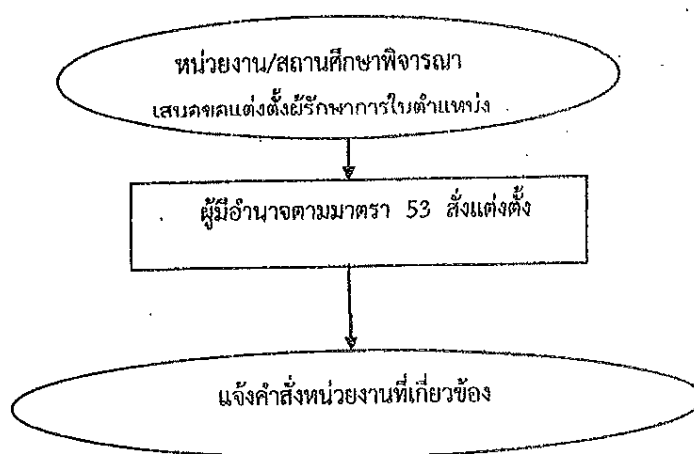 หน่วยงาน/สถานศึกษาพิจารณา
เสนอขอแต่งตั้งผู้รักษาการในตำแหน่ง
ผู้มีอำนาจตามมาตรา 53 สั่งแต่งตั้ง
แจ้งคำสั่งหน่วยงานที่เกี่ยวข้อง